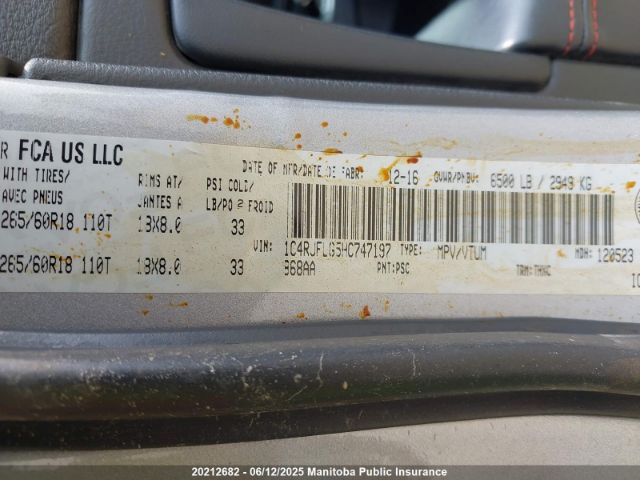 R FCA US LLC
DATE OF MFR/DATE DE FABR: 12-16 GVWR/PNBV: 6500 LB / 2949 KG
WITH TIRES/ RIMS AT/ PSI COLD/
AVEC PNEUS JANTES A LB/PO 2 FROID
265/60R18 110T 18X8.0 33
VIN: 1C4RJFLG5HC747197 TYPE: MPV/VTUM MDH: 120523
265/60R18 110T 18X8.0 33
968AA PNT:PSC TRM:
20212682 - 06/12/2025 Manitoba Public Insurance